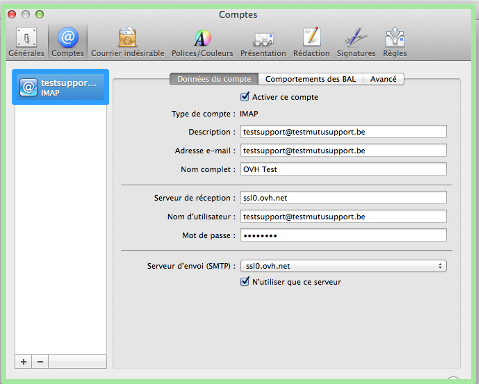 Comptes
Générales Comptes Courrier indésirable Polices/Couleurs Présentation Rédaction Signatures Règles
testsuppor...
IMAP
Données du compte Comportements des BAL Avancé
Activer ce compte
Type de compte : IMAP
Description : testsupport@testmutusupport.be
Adresse e-mail : testsupport@testmutusupport.be
Nom complet : OVH Test
Serveur de réception : ssl0.ovh.net
Nom d'utilisateur : testsupport@testmutusupport.be
Mot de passe : ••••••••
Serveur d'envoi (SMTP) : ssl0.ovh.net
N'utiliser que ce serveur
+ −